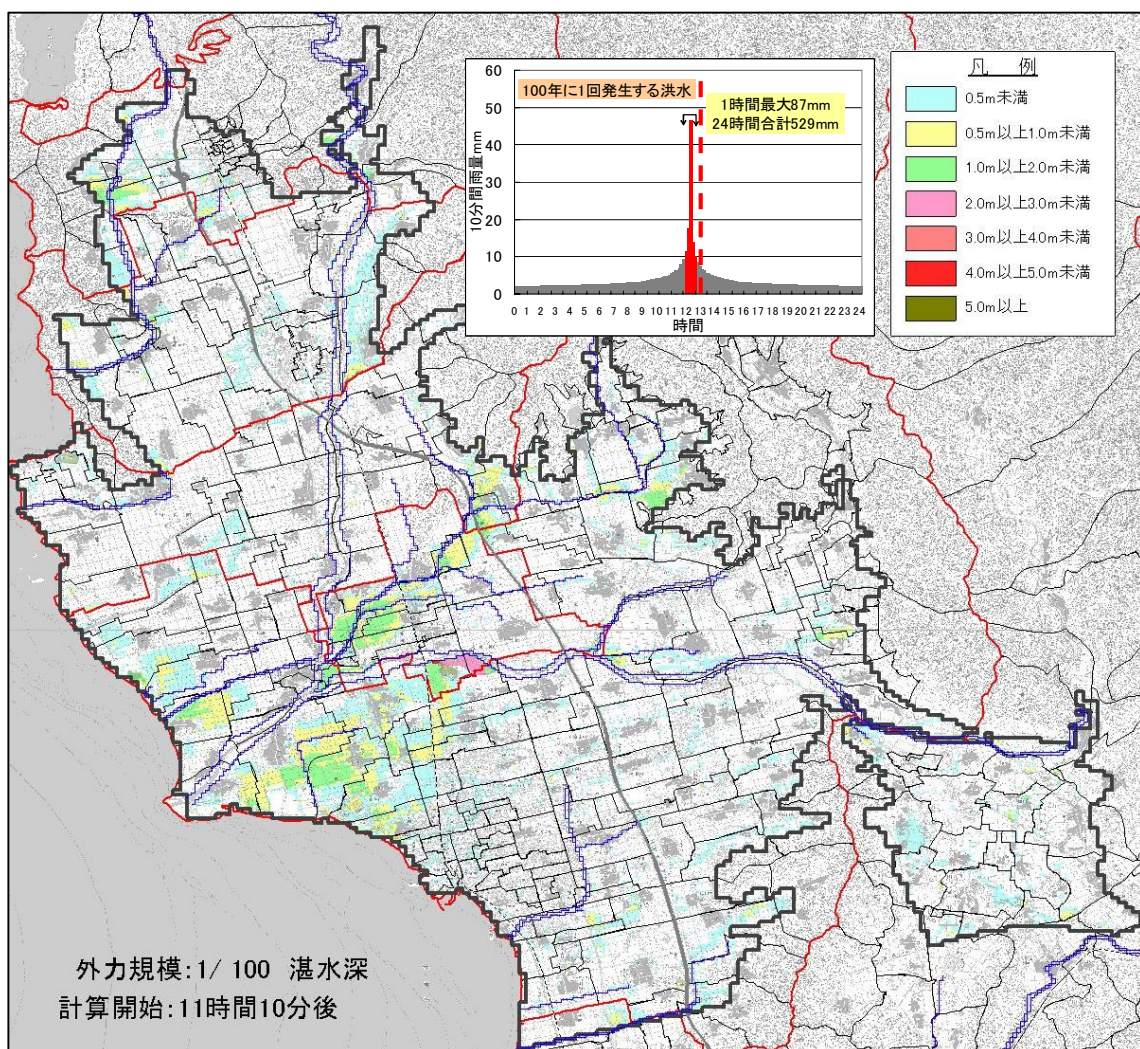 60
50
40
30
20
10
0
10分間雨量mm
100年に1回発生する洪水
1時間最大87mm
24時間合計529mm
0 1 2 3 4 5 6 7 8 9 10 11 12 13 14 15 16 17 18 19 20 21 22 23 24
時間
凡 例
0.5m未満
0.5m以上1.0m未満
1.0m以上2.0m未満
2.0m以上3.0m未満
3.0m以上4.0m未満
4.0m以上5.0m未満
5.0m以上
外力規模:1/ 100 湛水深
計算開始:11時間10分後